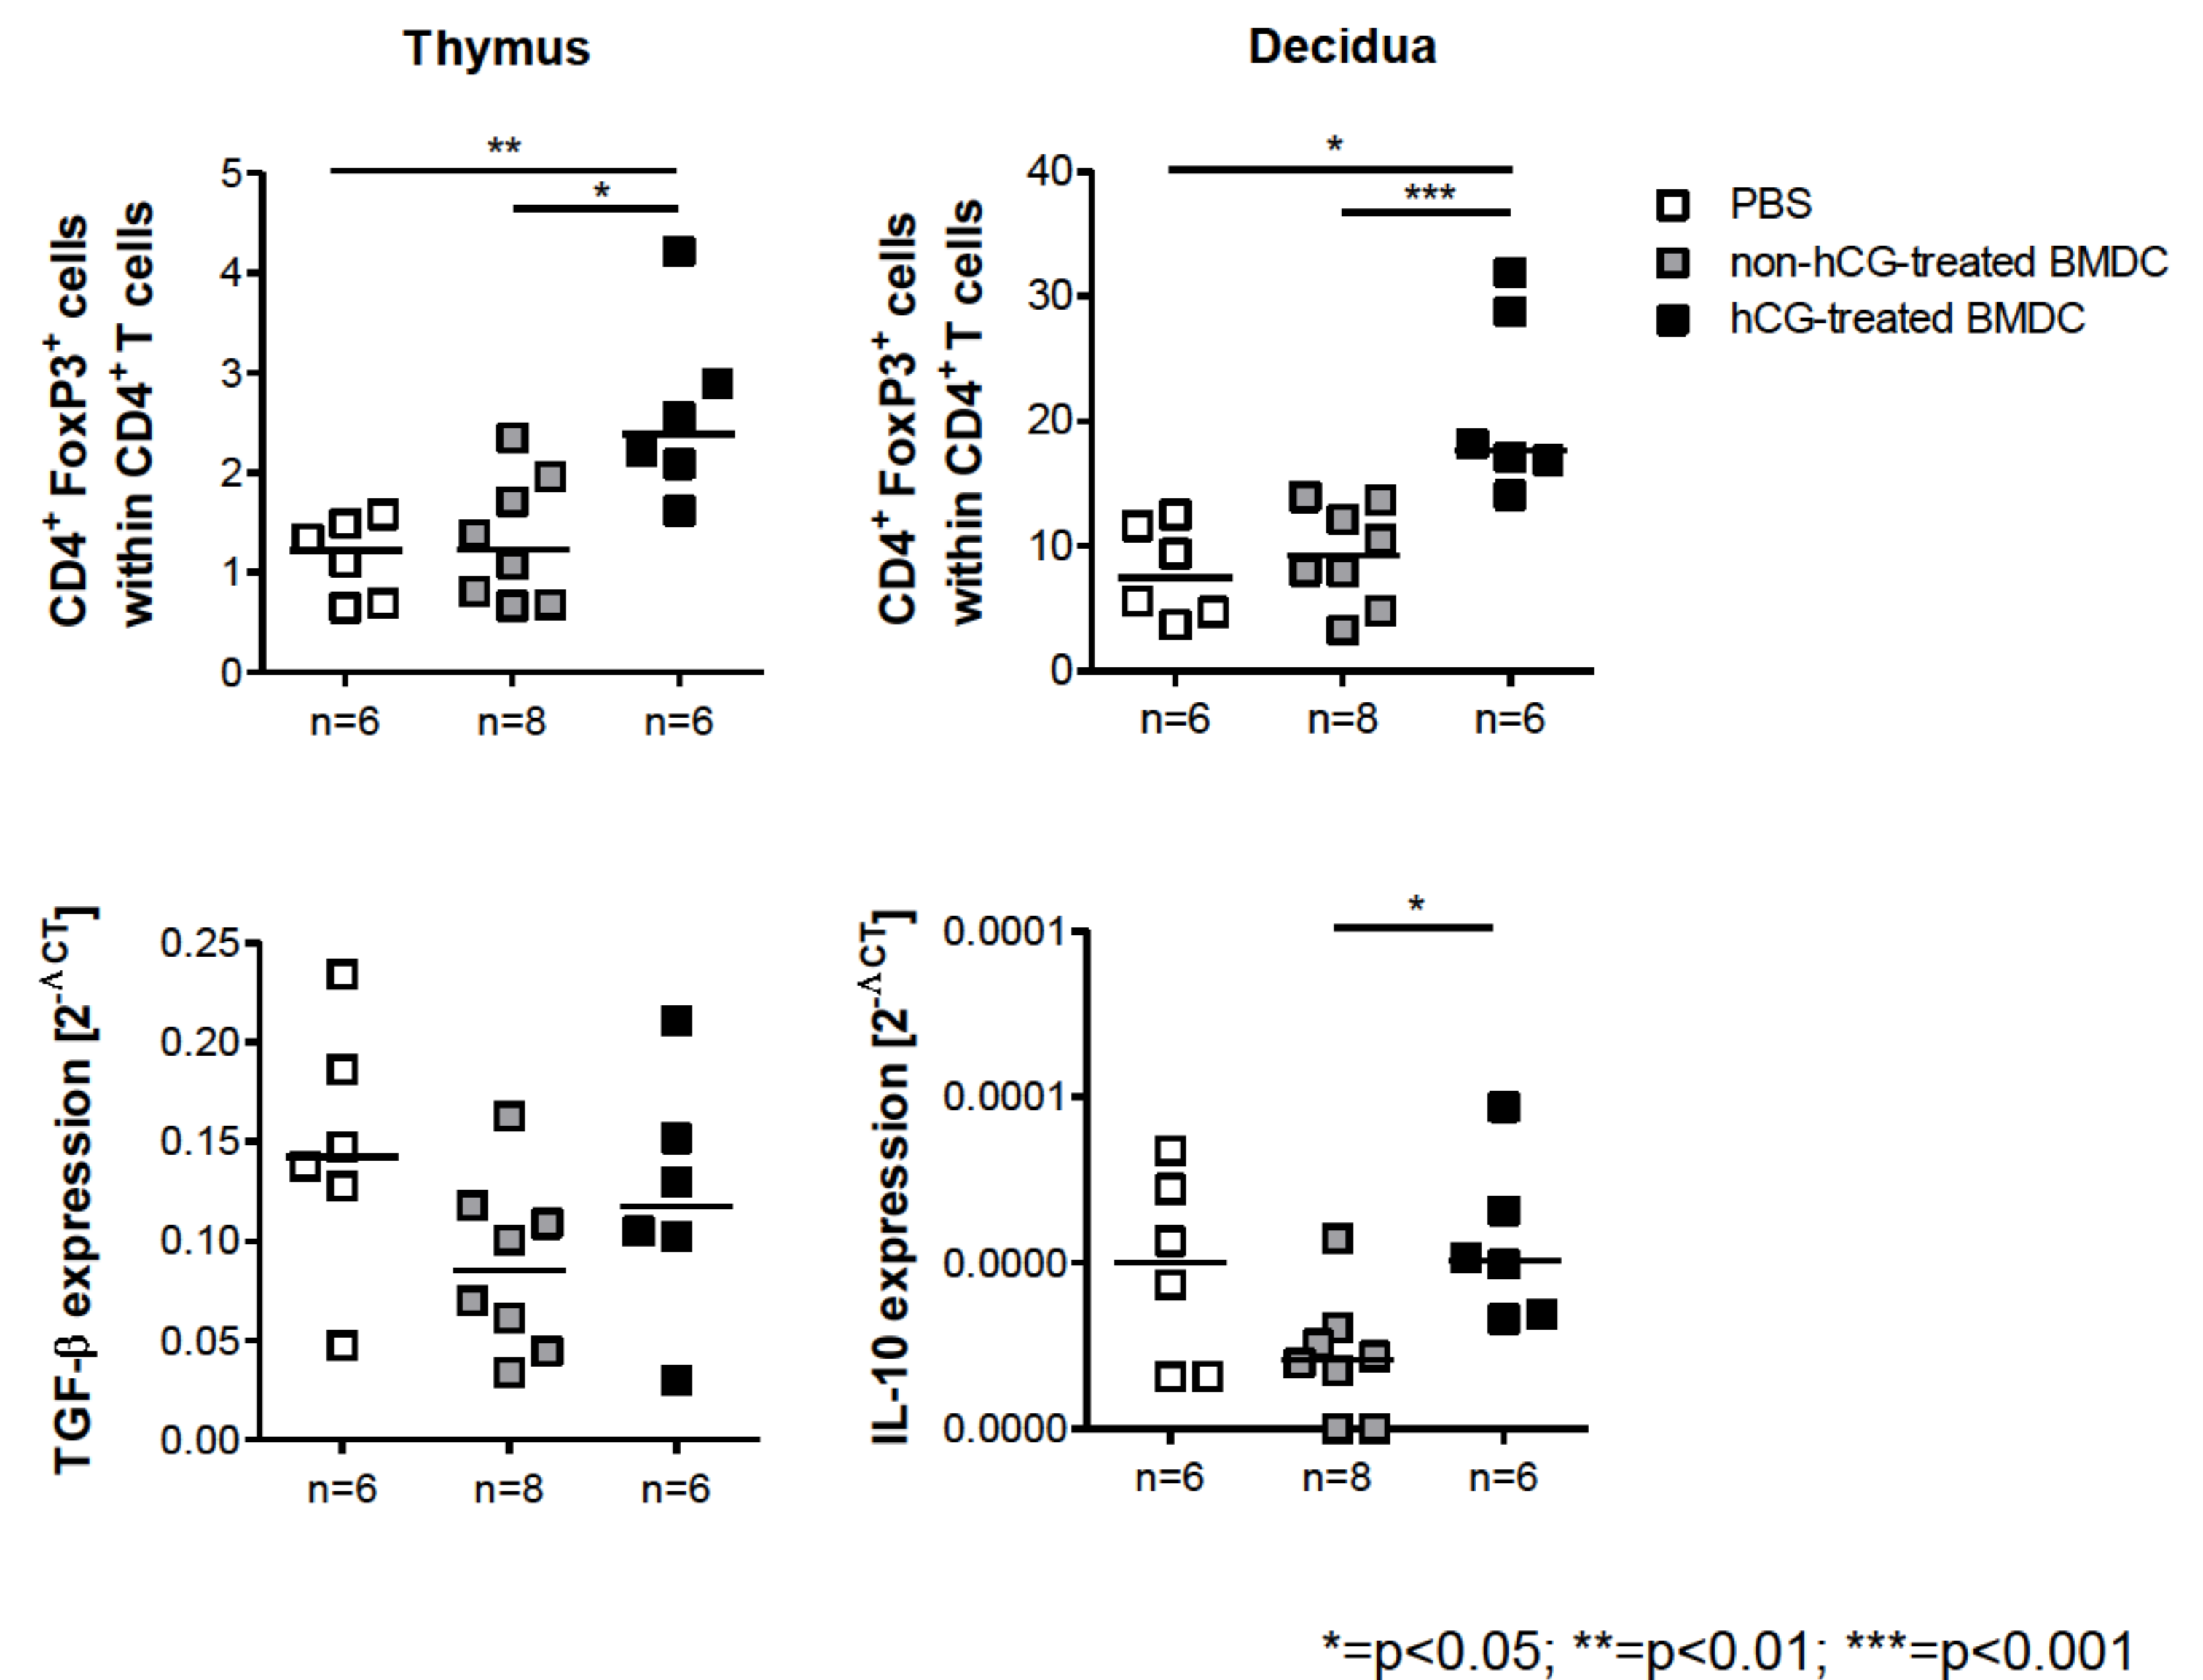 Thymus
Decidua
CD4+ FoxP3+ cells
within CD4+ T cells
5
4
3
2
1
0
**
*
n=6
n=8
n=6
CD4+ FoxP3+ cells
within CD4+ T cells
40
30
20
10
0
*
***
n=6
n=8
n=6
PBS
non-hCG-treated BMDC
hCG-treated BMDC
TGF-β expression [2-ΛCT]
0.25
0.20
0.15
0.10
0.05
0.00
n=6
n=8
n=6
IL-10 expression [2-ΛCT]
0.0001
0.0001
0.0000
0.0000
*
n=6
n=8
n=6
*=p<0.05; **=p<0.01; ***=p<0.001